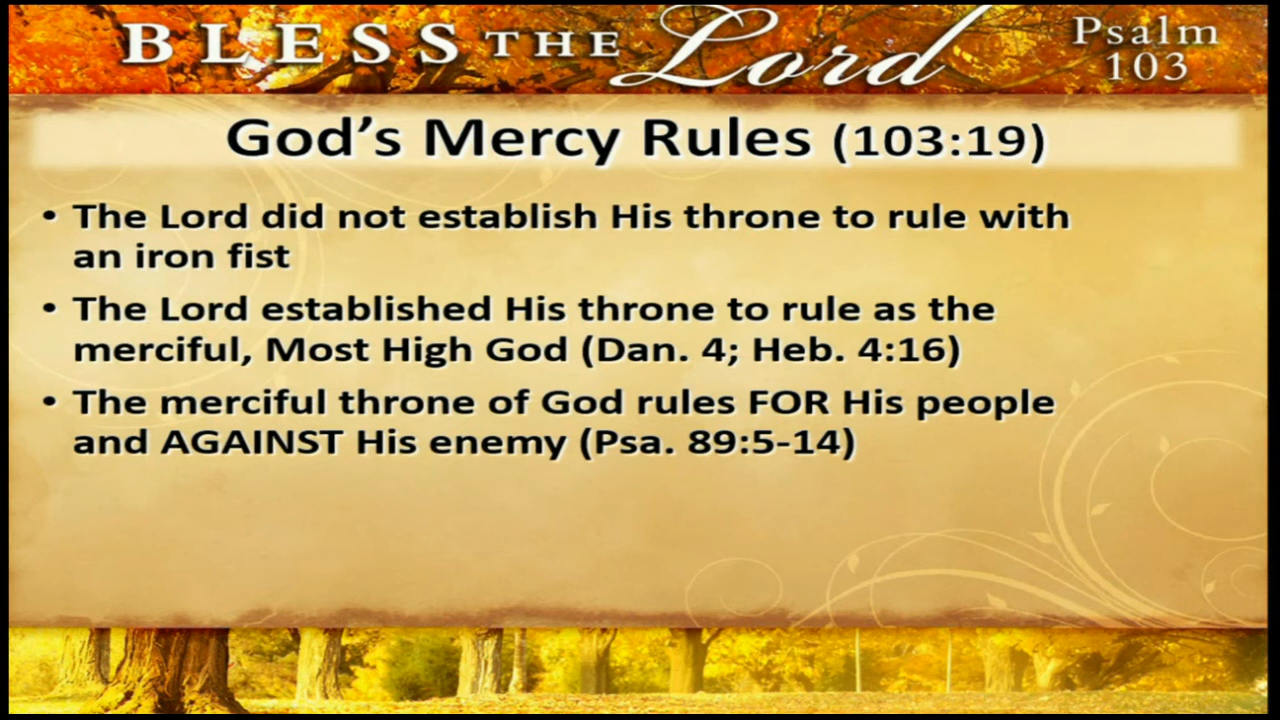 BLESS THE Lord
Psalm
103
God's Mercy Rules (103:19)
• The Lord did not establish His throne to rule with
an iron fist
• The Lord established His throne to rule as the
merciful, Most High God (Dan. 4; Heb. 4:16)
• The merciful throne of God rules FOR His people
and AGAINST His enemy (Psa. 89:5-14)